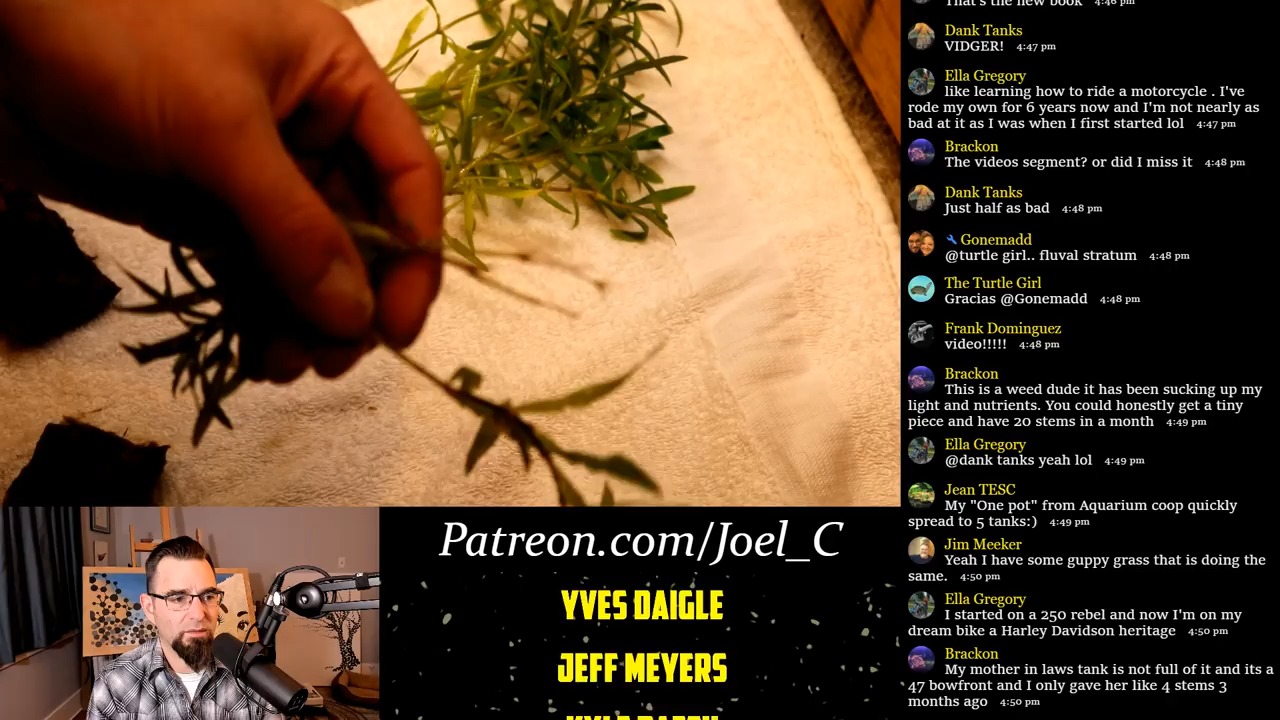 That's the new book 4:46 pm
Dank Tanks
VIDGER! 4:47 pm
Ella Gregory
like learning how to ride a motorcycle . I've
rode my own for 6 years now and I'm not nearly as
bad at it as I was when I first started lol 4:47 pm
Brackon
The videos segment? or did I miss it 4:48 pm
Dank Tanks
Just half as bad 4:48 pm
Gonemadd
@turtle girl.. fluval stratum 4:48 pm
The Turtle Girl
Gracias @Gonemadd 4:48 pm
Frank Dominguez
video!!!!! 4:48 pm
Brackon
This is a weed dude it has been sucking up my
light and nutrients. You could honestly get a tiny
piece and have 20 stems in a month 4:49 pm
Ella Gregory
@dank tanks yeah lol 4:49 pm
Jean TESC
My "One pot" from Aquarium coop quickly
spread to 5 tanks:) 4:49 pm
Jim Meeker
Yeah I have some guppy grass that is doing the
same. 4:50 pm
Ella Gregory
I started on a 250 rebel and now I'm on my
dream bike a Harley Davidson heritage 4:50 pm
Brackon
My mother in laws tank is not full of it and its a
47 bowfront and I only gave her like 4 stems 3
months ago 4:50 pm
Patreon.com/Joel_C
YVES DAIGLE
JEFF MEYERS